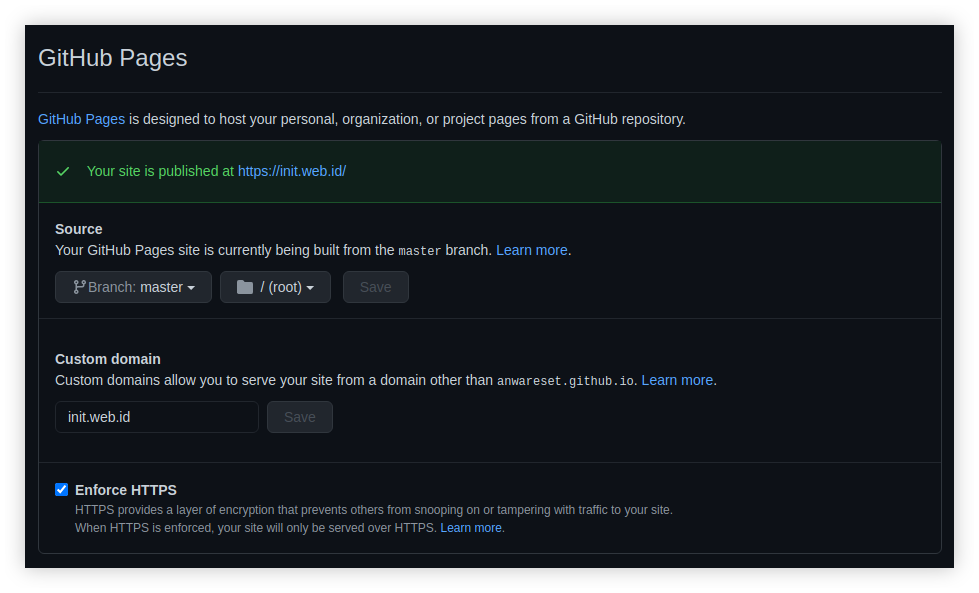 GitHub Pages
GitHub Pages is designed to host your personal, organization, or project pages from a GitHub repository.
Your site is published at https://init.web.id/
Source
Your GitHub Pages site is currently being built from the master branch. Learn more.
Branch: master / (root) Save
Custom domain
Custom domains allow you to serve your site from a domain other than anwareset.github.io. Learn more.
init.web.id Save
Enforce HTTPS
HTTPS provides a layer of encryption that prevents others from snooping on or tampering with traffic to your site.
When HTTPS is enforced, your site will only be served over HTTPS. Learn more.